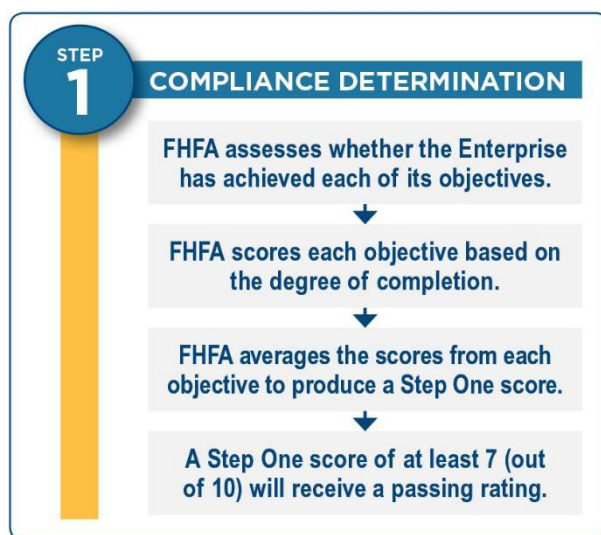 STEP
1
COMPLIANCE DETERMINATION
FHFA assesses whether the Enterprise
has achieved each of its objectives.
FHFA scores each objective based on
the degree of completion.
FHFA averages the scores from each
objective to produce a Step One score.
A Step One score of at least 7 (out
of 10) will receive a passing rating.